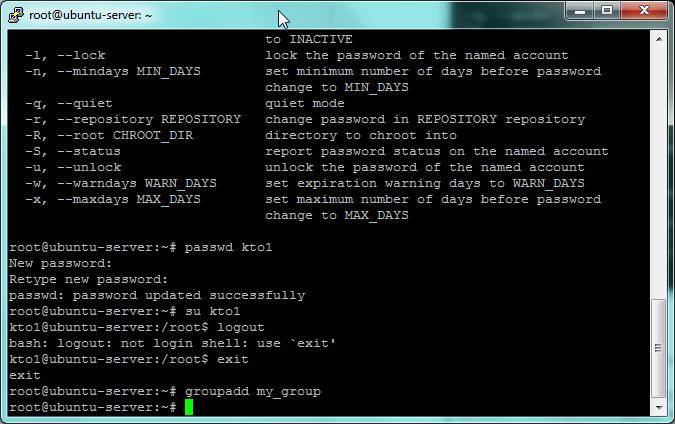 root@ubuntu-server: ~
to INACTIVE
-l, --lock lock the password of the named account
-n, --mindays MIN_DAYS set minimum number of days before password
change to MIN_DAYS
-q, --quiet quiet mode
-r, --repository REPOSITORY change password in REPOSITORY repository
-R, --root CHROOT_DIR directory to chroot into
-S, --status report password status on the named account
-u, --unlock unlock the password of the named account
-w, --warndays WARN_DAYS set expiration warning days to WARN_DAYS
-x, --maxdays MAX_DAYS set maximum number of days before password
change to MAX_DAYS
root@ubuntu-server:~# passwd kto1
New password:
Retype new password:
passwd: password updated successfully
root@ubuntu-server:~# su kto1
kto1@ubuntu-server:/root$ logout
bash: logout: not login shell: use `exit'
kto1@ubuntu-server:/root$ exit
exit
root@ubuntu-server:~# groupadd my_group
root@ubuntu-server:~#